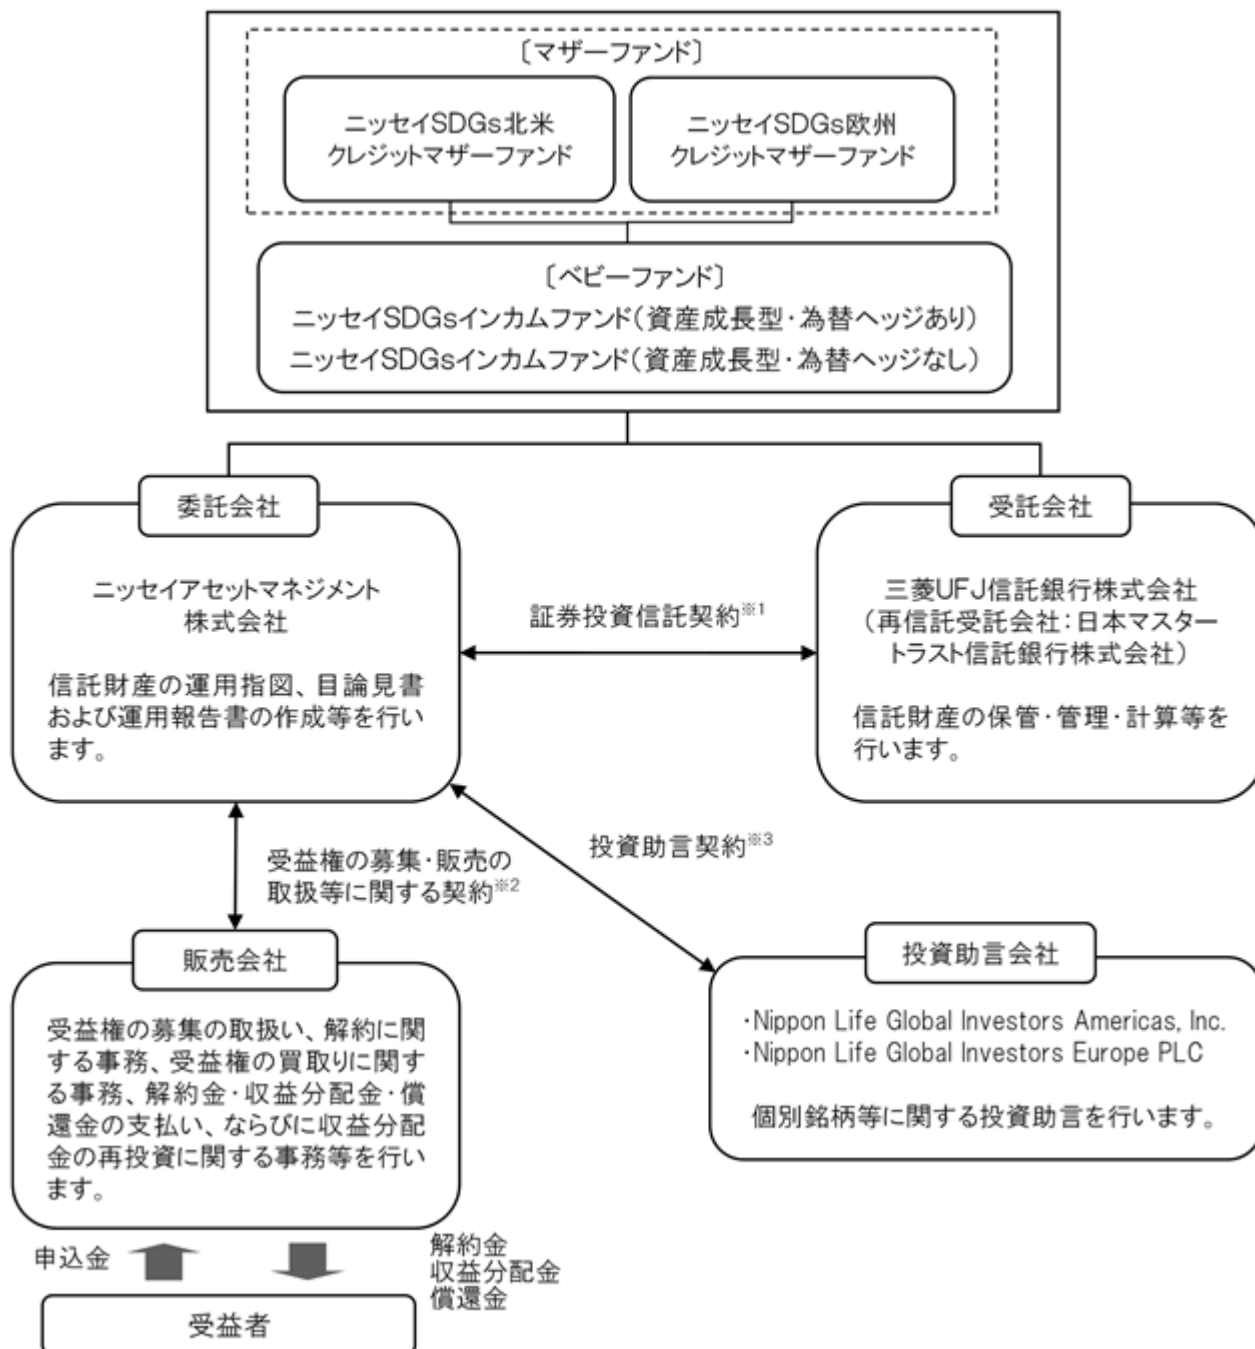 〔マザーファンド〕
ニッセイSDGs北米
クレジットマザーファンド
ニッセイSDGs欧州
クレジットマザーファンド
〔ベビーファンド〕
ニッセイSDGsインカムファンド(資産成長型・為替ヘッジあり)
ニッセイSDGsインカムファンド(資産成長型・為替ヘッジなし)
委託会社
ニッセイアセットマネジメント
株式会社
信託財産の運用指図、目論見書
および運用報告書の作成等を行い
ます。
証券投資信託契約※1
受託会社
三菱UFJ信託銀行株式会社
(再信託受託会社:日本マスター
トラスト信託銀行株式会社)
信託財産の保管・管理・計算等を
行います。
受益権の募集・販売の
取扱等に関する契約※2
投資助言契約※3
販売会社
受益権の募集の取扱い、解約に関
する事務、受益権の買取りに関す
る事務、解約金・収益分配金・償
還金の支払い、ならびに収益分配
金の再投資に関する事務等を行い
ます。
投資助言会社
・Nippon Life Global Investors Americas, Inc.
・Nippon Life Global Investors Europe PLC
個別銘柄等に関する投資助言を行います。
申込金
解約金
収益分配金
償還金
受益者